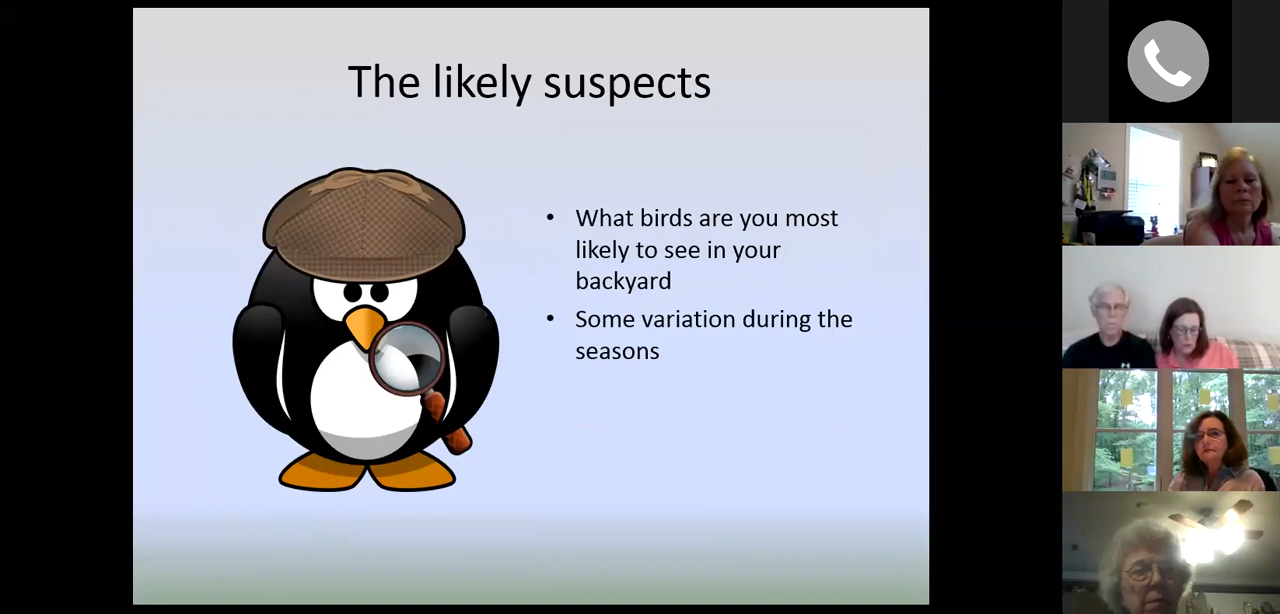 The likely suspects
• What birds are you most
likely to see in your
backyard
• Some variation during the
seasons